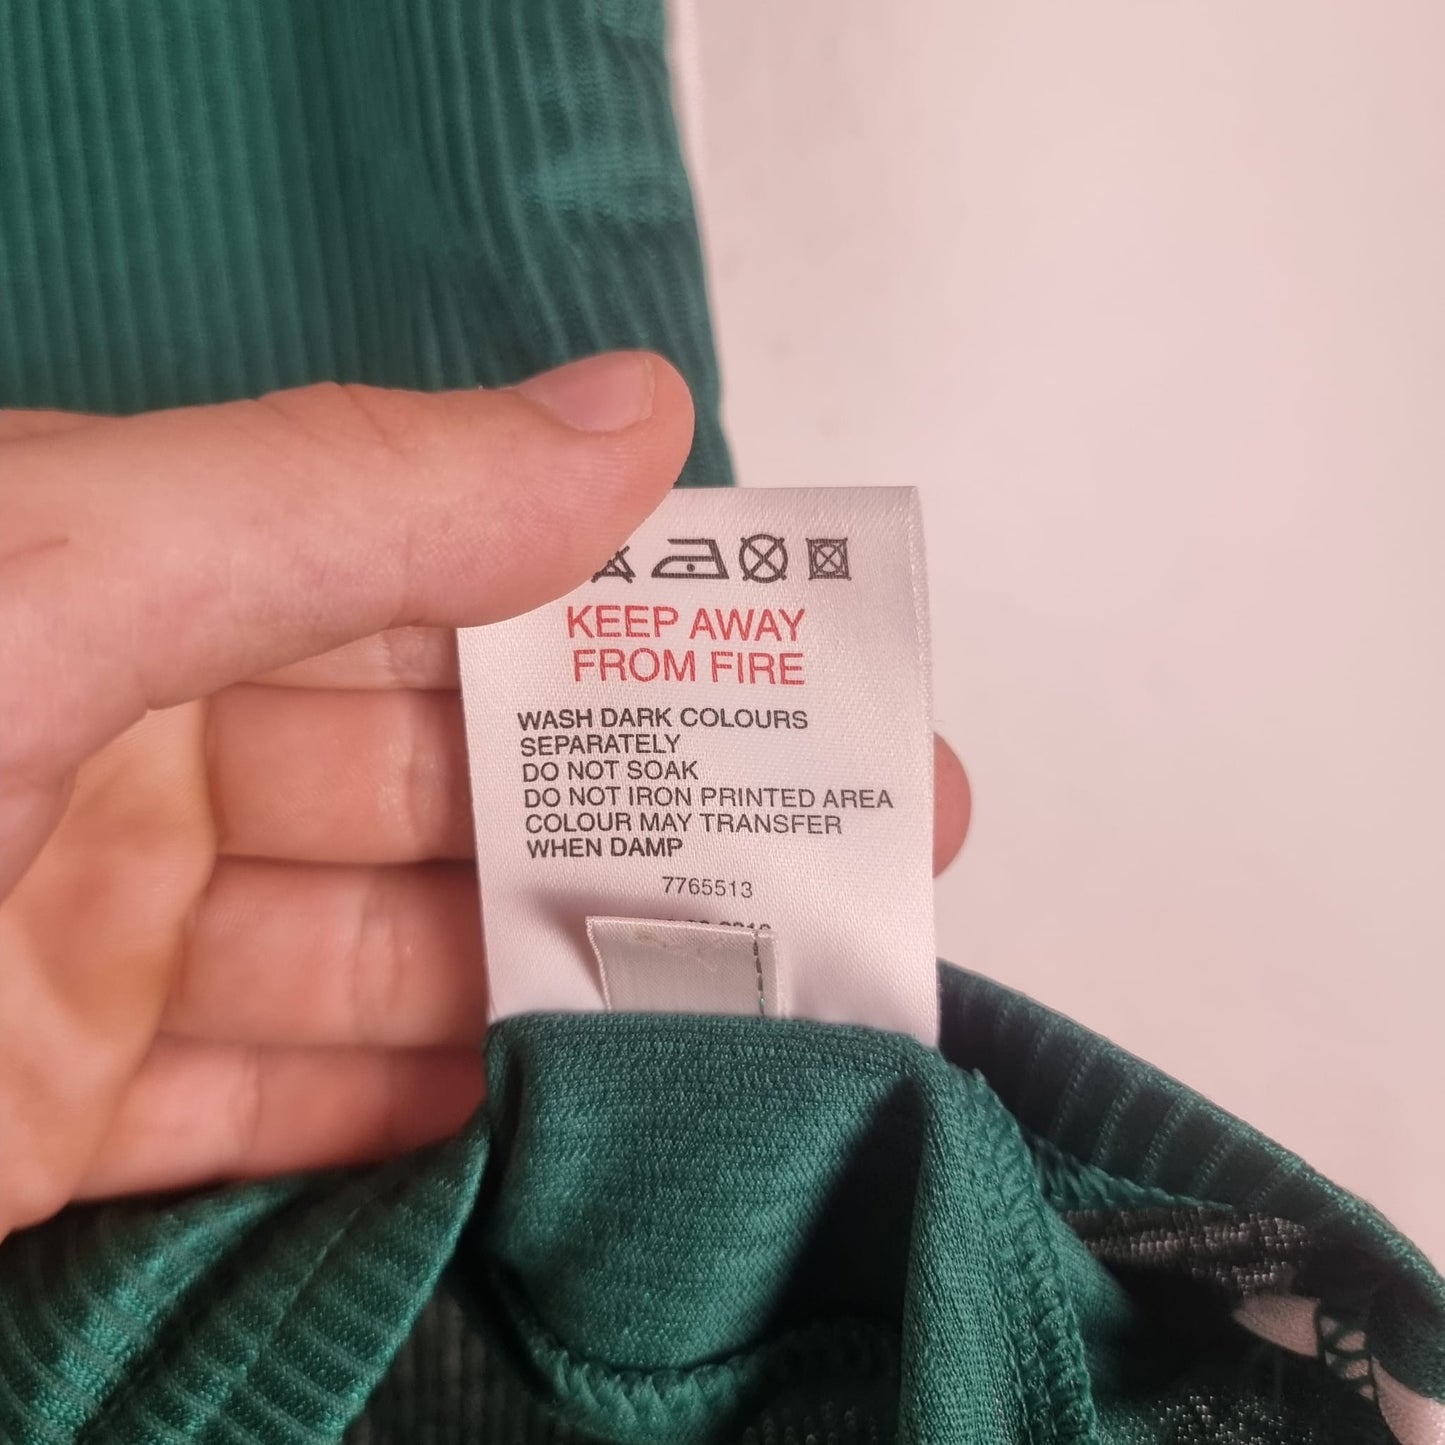 KEEP AWAY
FROM FIRE
WASH DARK COLOURS
SEPARATELY
DO NOT SOAK
DO NOT IRON PRINTED AREA
COLOUR MAY TRANSFER
WHEN DAMP
7765513